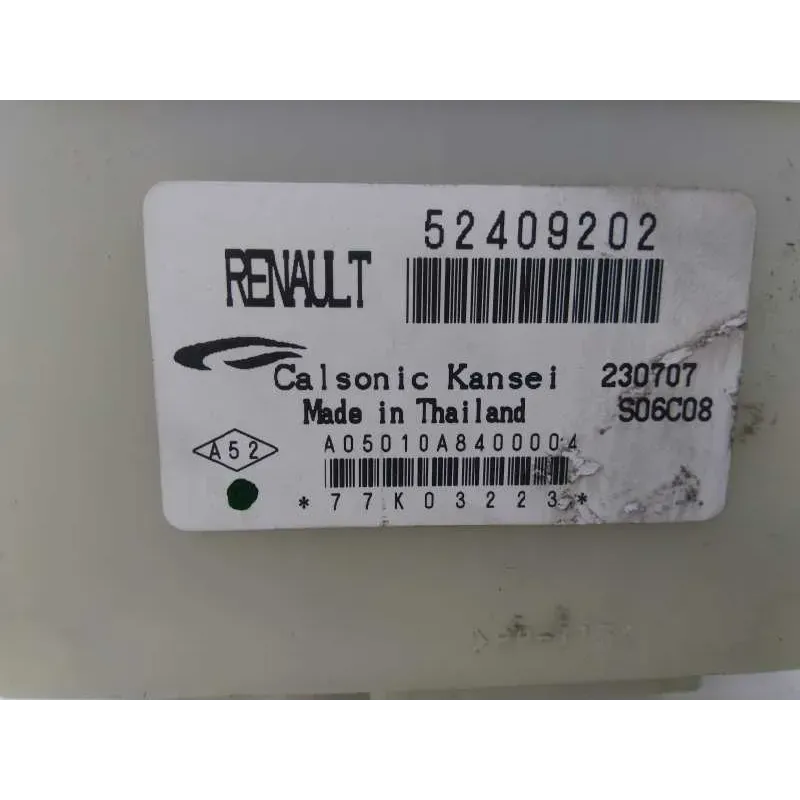 52409202
RENAULT
Calsonic Kansei 230707
Made in Thailand S06C08
A52
A05010A8400004
*77K03223*